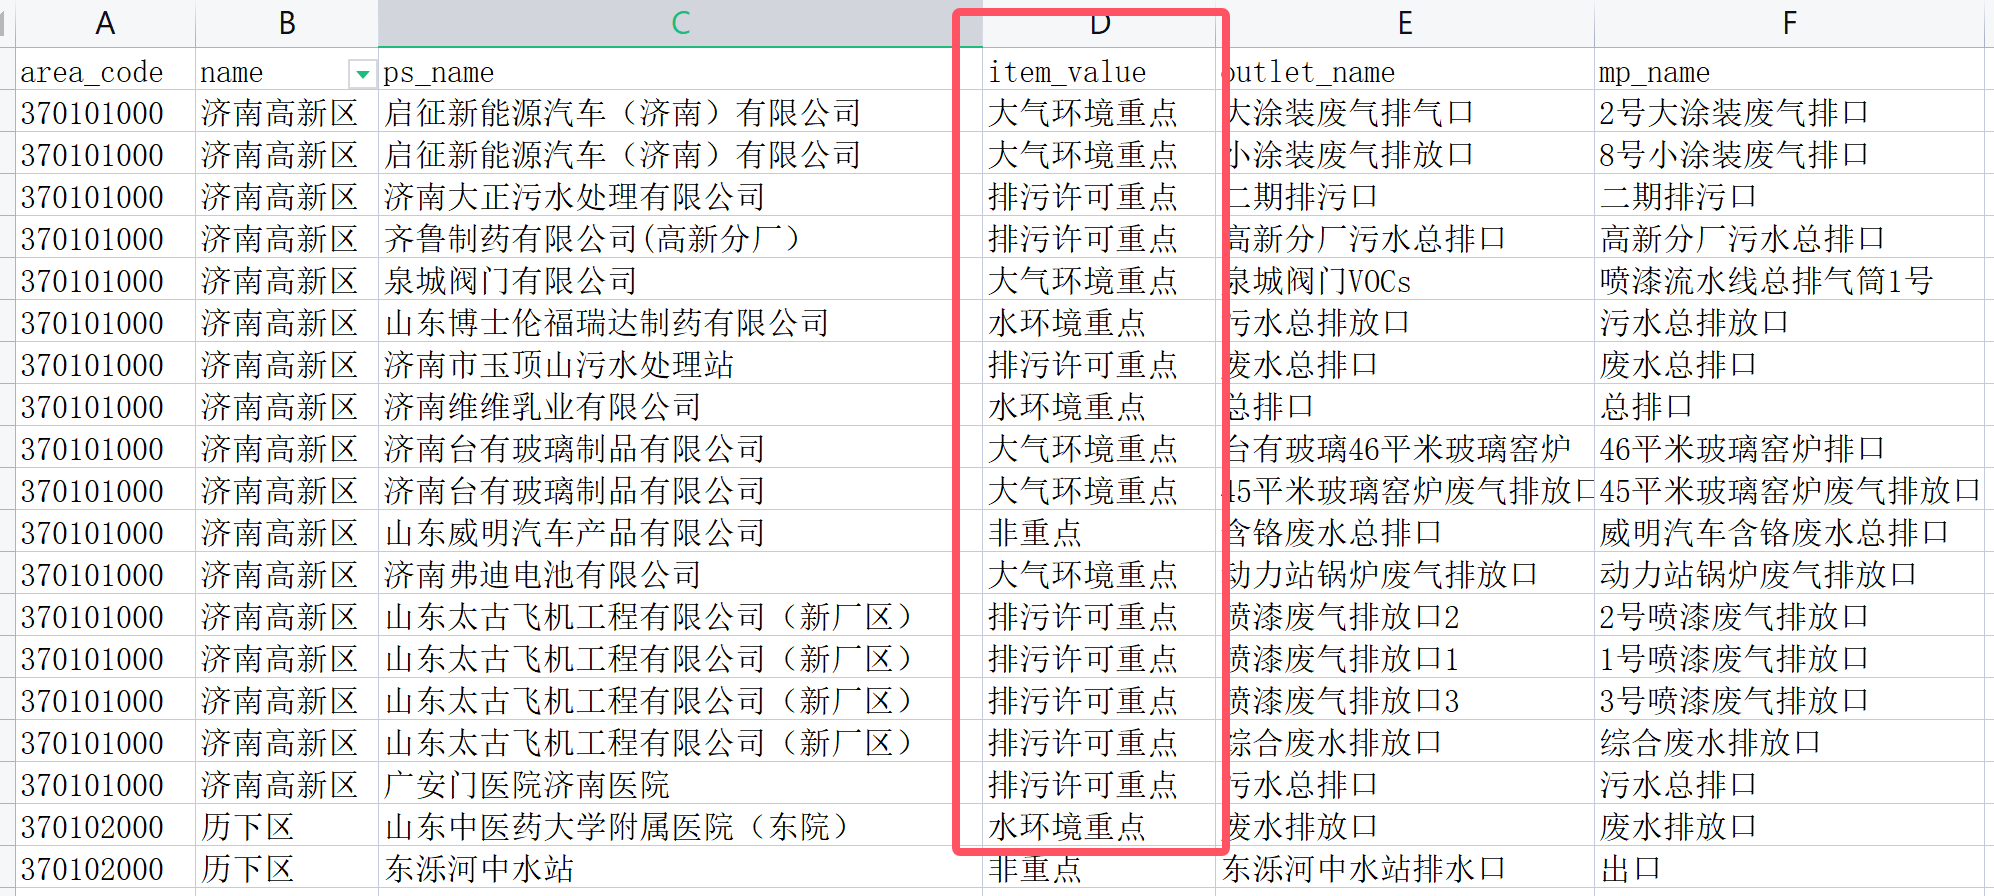 A B C D E F
area_code name ps_name item_value outlet_name mp_name
370101000 济南高新区 启征新能源汽车（济南）有限公司 大气环境重点 大涂装废气排气口 2号大涂装废气排口
370101000 济南高新区 启征新能源汽车（济南）有限公司 大气环境重点 小涂装废气排放口 8号小涂装废气排口
370101000 济南高新区 济南大正污水处理有限公司 排污许可重点 二期排污口 二期排污口
370101000 济南高新区 齐鲁制药有限公司(高新分厂） 排污许可重点 高新分厂污水总排口 高新分厂污水总排口
370101000 济南高新区 泉城阀门有限公司 大气环境重点 泉城阀门VOCs 喷漆流水线总排气筒1号
370101000 济南高新区 山东博士伦福瑞达制药有限公司 水环境重点 污水总排放口 污水总排放口
370101000 济南高新区 济南市玉顶山污水处理站 排污许可重点 废水总排口 废水总排口
370101000 济南高新区 济南维维乳业有限公司 水环境重点 总排口 总排口
370101000 济南高新区 济南台有玻璃制品有限公司 大气环境重点 台有玻璃46平米玻璃窑炉 46平米玻璃窑炉排口
370101000 济南高新区 济南台有玻璃制品有限公司 大气环境重点 45平米玻璃窑炉废气排放口 45平米玻璃窑炉废气排放口
370101000 济南高新区 山东威明汽车产品有限公司 非重点 含铬废水总排口 威明汽车含铬废水总排口
370101000 济南高新区 济南弗迪电池有限公司 大气环境重点 动力站锅炉废气排放口 动力站锅炉废气排放口
370101000 济南高新区 山东太古飞机工程有限公司（新厂区） 排污许可重点 喷漆废气排放口2 2号喷漆废气排放口
370101000 济南高新区 山东太古飞机工程有限公司（新厂区） 排污许可重点 喷漆废气排放口1 1号喷漆废气排放口
370101000 济南高新区 山东太古飞机工程有限公司（新厂区） 排污许可重点 喷漆废气排放口3 3号喷漆废气排放口
370101000 济南高新区 山东太古飞机工程有限公司（新厂区） 排污许可重点 综合废水排放口 综合废水排放口
370101000 济南高新区 广安门医院济南医院 排污许可重点 污水总排口 污水总排口
370102000 历下区 山东中医药大学附属医院（东院） 水环境重点 废水排放口 废水排放口
370102000 历下区 东泺河中水站 非重点 东泺河中水站排水口 出口